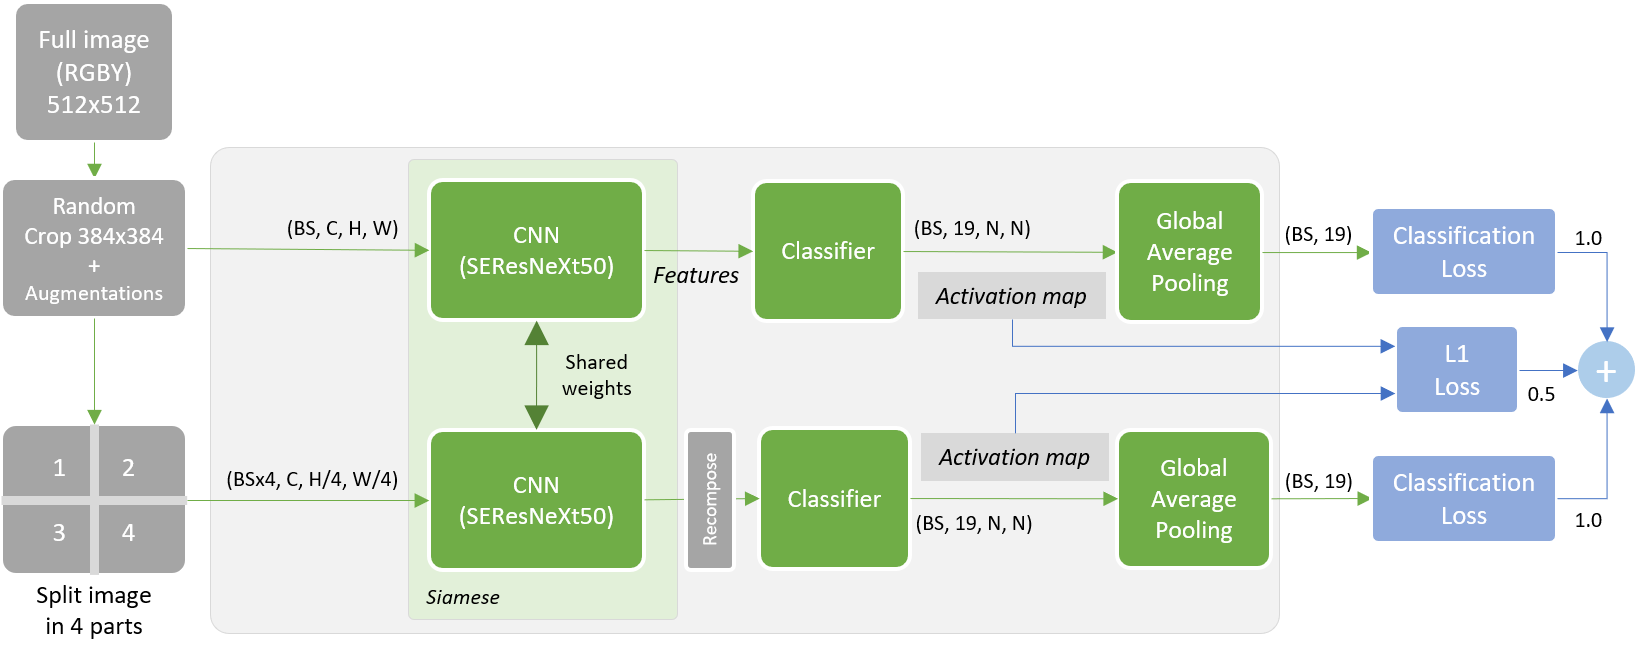 Full image
(RGBY)
512x512
Random
Crop 384x384
+
Augmentations
(BS, C, H, W)
CNN
(SEResNeXt50)
Features
Classifier
(BS, 19, N, N)
Activation map
Global
Average
Pooling
(BS, 19)
Classification
Loss
1.0
Shared
weights
L1
Loss
0.5
+
1 2
3 4
Split image
in 4 parts
(BSx4, C, H/4, W/4)
CNN
(SEResNeXt50)
Siamese
Recompose
Classifier
Activation map
(BS, 19, N, N)
Global
Average
Pooling
(BS, 19)
Classification
Loss
1.0